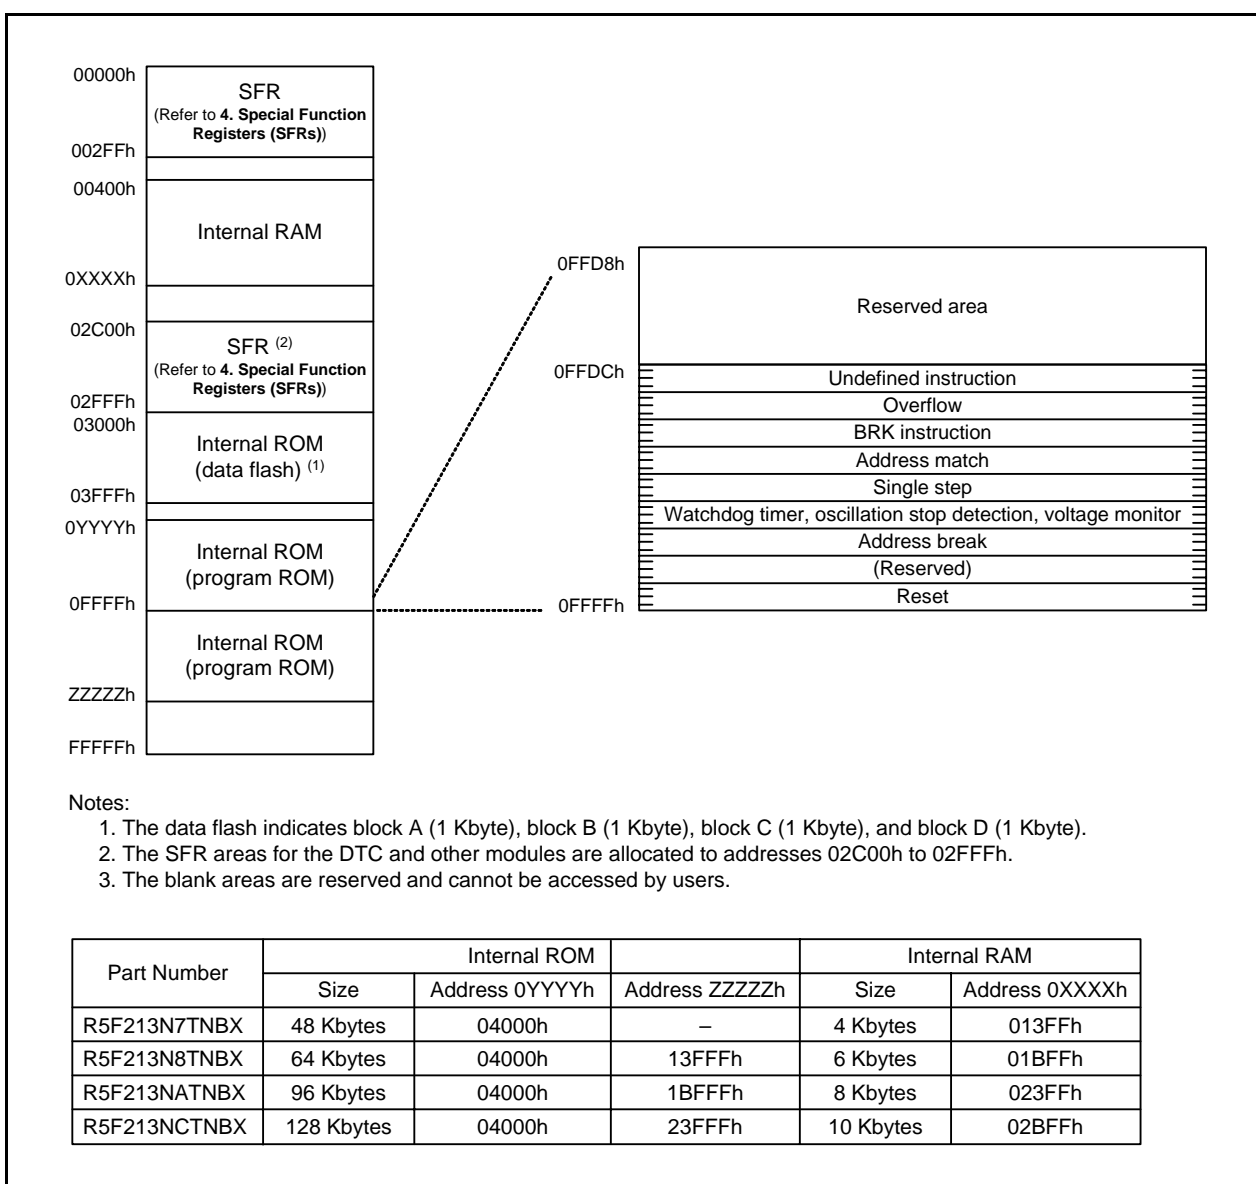 00000h
SFR
(Refer to 4. Special Function
Registers (SFRs))
002FFh
00400h
Internal RAM
0XXXXh
02C00h
SFR (2)
(Refer to 4. Special Function
Registers (SFRs))
02FFFh
03000h
Internal ROM
(data flash) (1)
03FFFh
0YYYYh
Internal ROM
(program ROM)
0FFFFh
Internal ROM
(program ROM)
ZZZZZh
FFFFFh
0FFD8h
Reserved area
0FFDCh
Undefined instruction
Overflow
BRK instruction
Address match
Single step
Watchdog timer, oscillation stop detection, voltage monitor
Address break
(Reserved)
Reset
0FFFFh
Notes:
1. The data flash indicates block A (1 Kbyte), block B (1 Kbyte), block C (1 Kbyte), and block D (1 Kbyte).
2. The SFR areas for the DTC and other modules are allocated to addresses 02C00h to 02FFFh.
3. The blank areas are reserved and cannot be accessed by users.
Part Number Internal ROM Internal RAM
Size Address 0YYYYh Address ZZZZZh Size Address 0XXXXh
R5F213N7TNBX 48 Kbytes 04000h – 4 Kbytes 013FFh
R5F213N8TNBX 64 Kbytes 04000h 13FFFh 6 Kbytes 01BFFh
R5F213NATNBX 96 Kbytes 04000h 1BFFFh 8 Kbytes 023FFh
R5F213NCTNBX 128 Kbytes 04000h 23FFFh 10 Kbytes 02BFFh